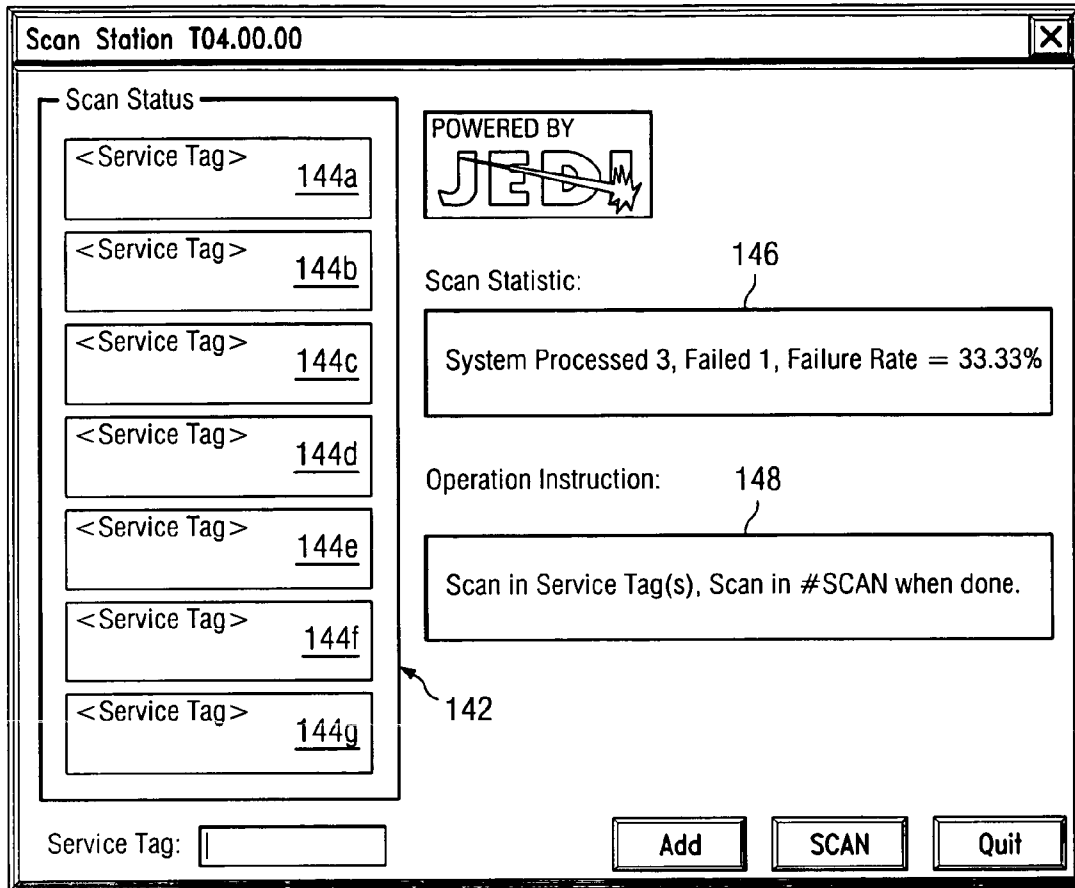 Scan Station T04.00.00
Scan Status
<Service Tag>
144a
<Service Tag>
144b
<Service Tag>
144c
<Service Tag>
144d
<Service Tag>
144e
<Service Tag>
144f
<Service Tag>
144g
142
POWERED BY
JEDI
146
Scan Statistic:
System Processed 3, Failed 1, Failure Rate = 33.33%
148
Operation Instruction:
Scan in Service Tag(s), Scan in #SCAN when done.
Service Tag:
Add
SCAN
Quit